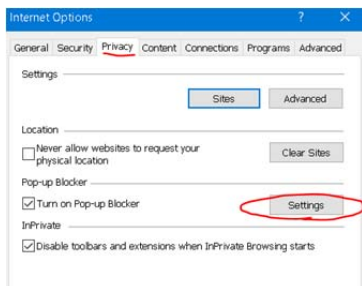 Internet Options ? ×
General Security Privacy Content Connections Programs Advanced
Settings
Sites Advanced
Location
Never allow websites to request your
physical location
Clear Sites
Pop-up Blocker
Turn on Pop-up Blocker Settings
InPrivate
Disable toolbars and extensions when InPrivate Browsing starts